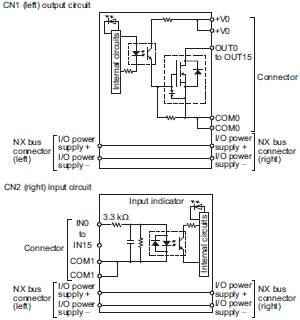 CN1 (left) output circuit
Internal circuits
+V0
+V0
OUT0
to OUT15
Connector
COM0
COM0
NX bus
connector
(left)
I/O power
supply +
I/O power
supply –
I/O power
supply +
I/O power
supply –
NX bus
connector
(right)
CN2 (right) input circuit
Input indicator
IN0
to
IN15
3.3 kΩ
Connector
COM1
COM1
Internal circuits
NX bus
connector
(left)
I/O power
supply +
I/O power
supply –
I/O power
supply +
I/O power
supply –
NX bus
connector
(right)